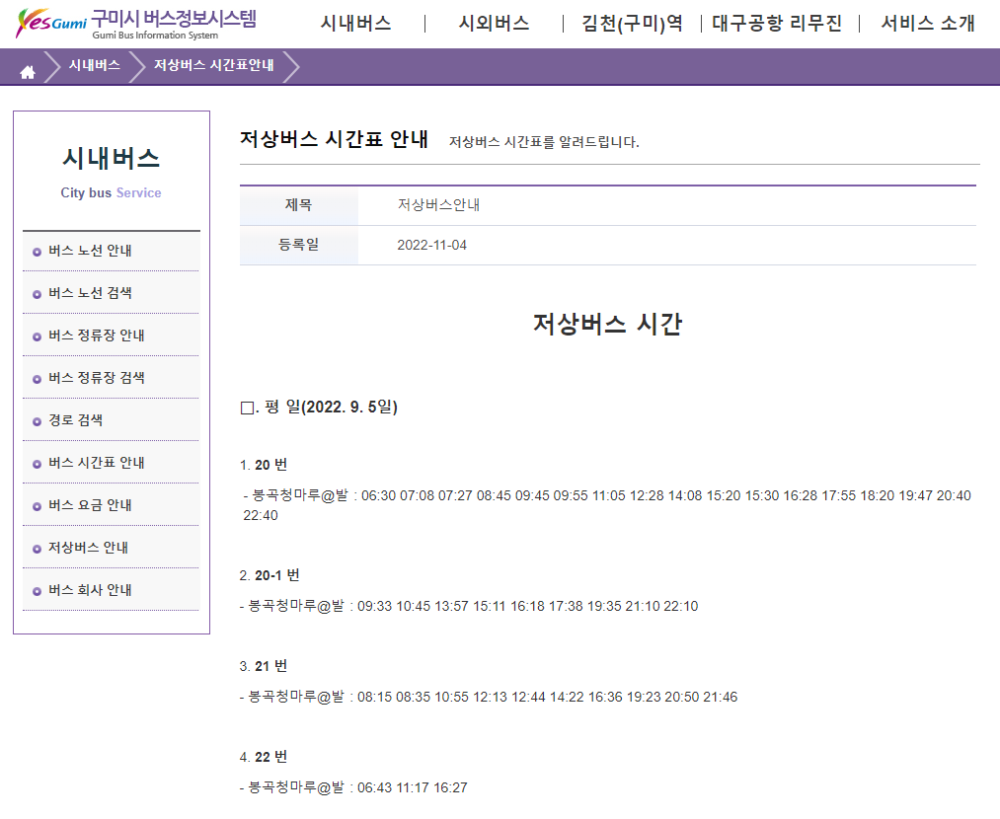 YesGumi 구미시 버스정보시스템
Gumi Bus Information System
시내버스 | 시외버스 | 김천(구미)역 | 대구공항 리무진 | 서비스 소개
시내버스 저상버스 시간표안내
시내버스
City bus Service
버스 노선 안내
버스 노선 검색
버스 정류장 안내
버스 정류장 검색
경로 검색
버스 시간표 안내
버스 요금 안내
저상버스 안내
버스 회사 안내
저상버스 시간표 안내 저상버스 시간표를 알려드립니다.
제목 저상버스안내
등록일 2022-11-04
저상버스 시간
□. 평 일(2022. 9. 5일)
1. 20 번
- 봉곡청마루@발 : 06:30 07:08 07:27 08:45 09:45 09:55 11:05 12:28 14:08 15:20 15:30 16:28 17:55 18:20 19:47 20:40
22:40
2. 20-1 번
- 봉곡청마루@발 : 09:33 10:45 13:57 15:11 16:18 17:38 19:35 21:10 22:10
3. 21 번
- 봉곡청마루@발 : 08:15 08:35 10:55 12:13 12:44 14:22 16:36 19:23 20:50 21:46
4. 22 번
- 봉곡청마루@발 : 06:43 11:17 16:27